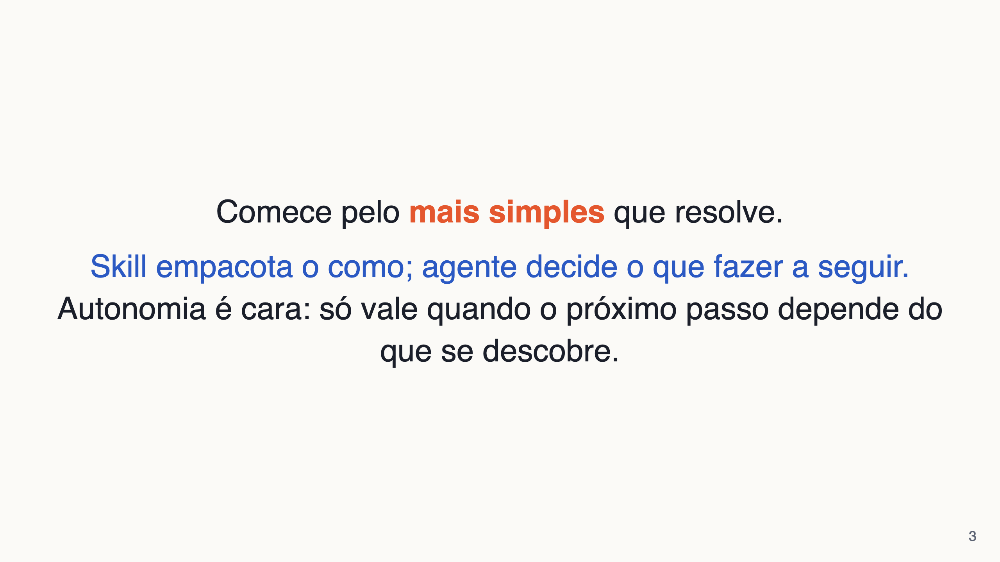 Comece pelo mais simples que resolve.
Skill empacota o como; agente decide o que fazer a seguir.
Autonomia é cara: só vale quando o próximo passo depende do
que se descobre.
3